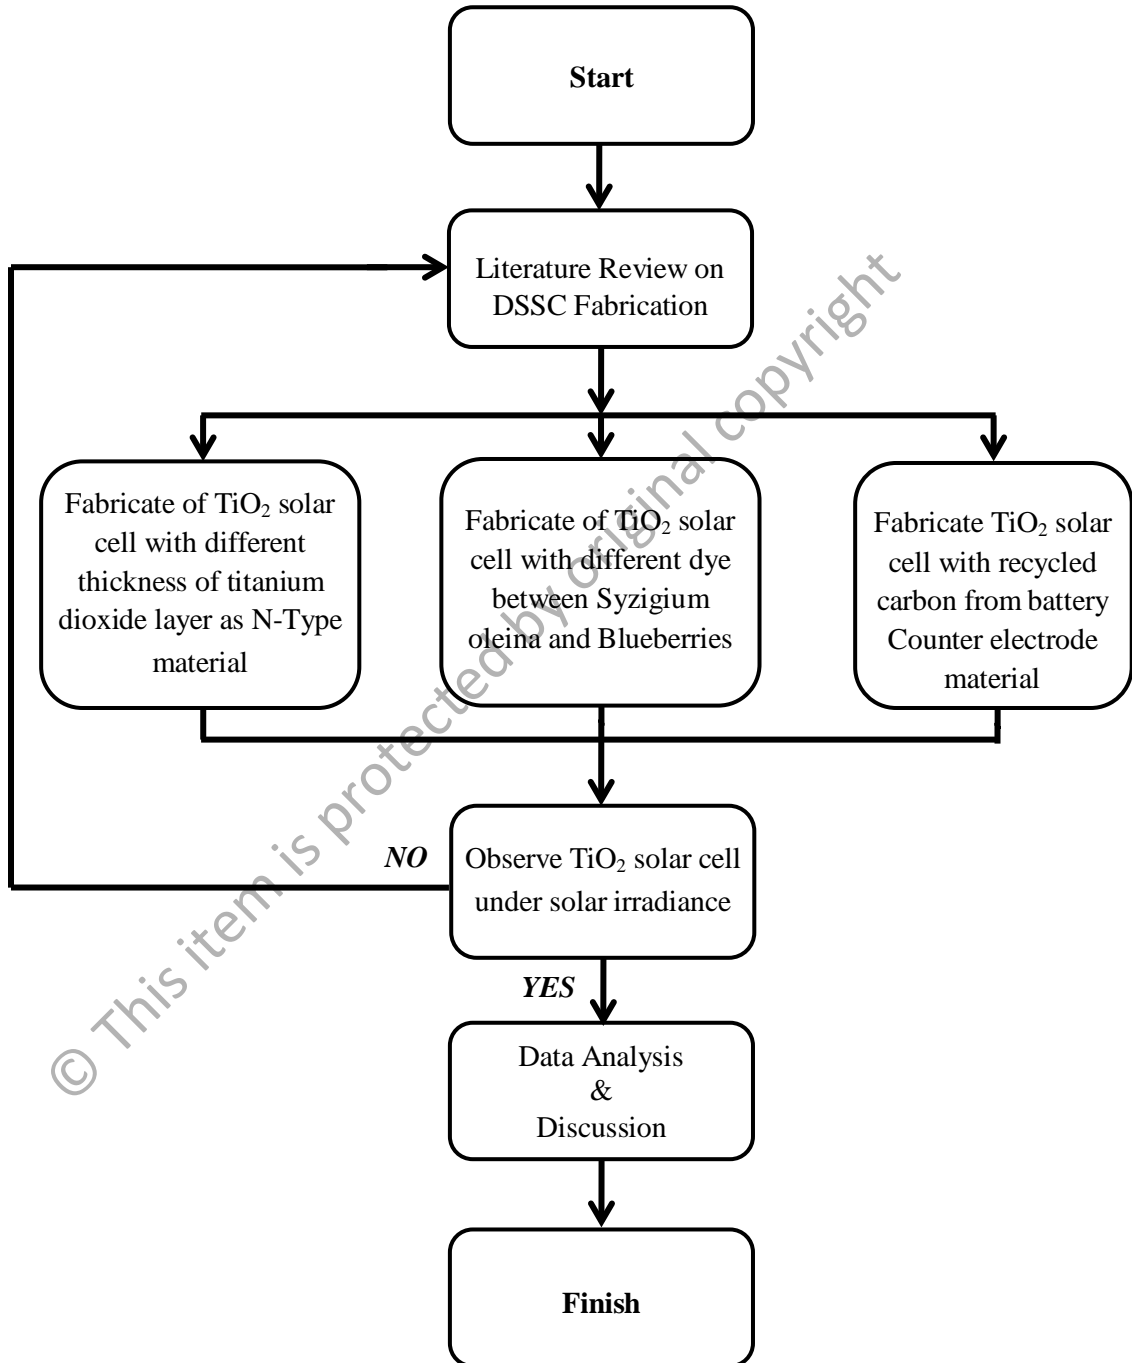 Start
Literature Review on
DSSC Fabrication
Fabricate of TiO₂ solar
cell with different
thickness of titanium
dioxide layer as N-Type
material
Fabricate of TiO₂ solar
cell with different dye
between Syzigium
oleina and Blueberries
Fabricate TiO₂ solar
cell with recycled
carbon from battery
Counter electrode
material
NO
Observe TiO₂ solar cell
under solar irradiance
YES
Data Analysis
&
Discussion
Finish
© This item is protected by original copyright